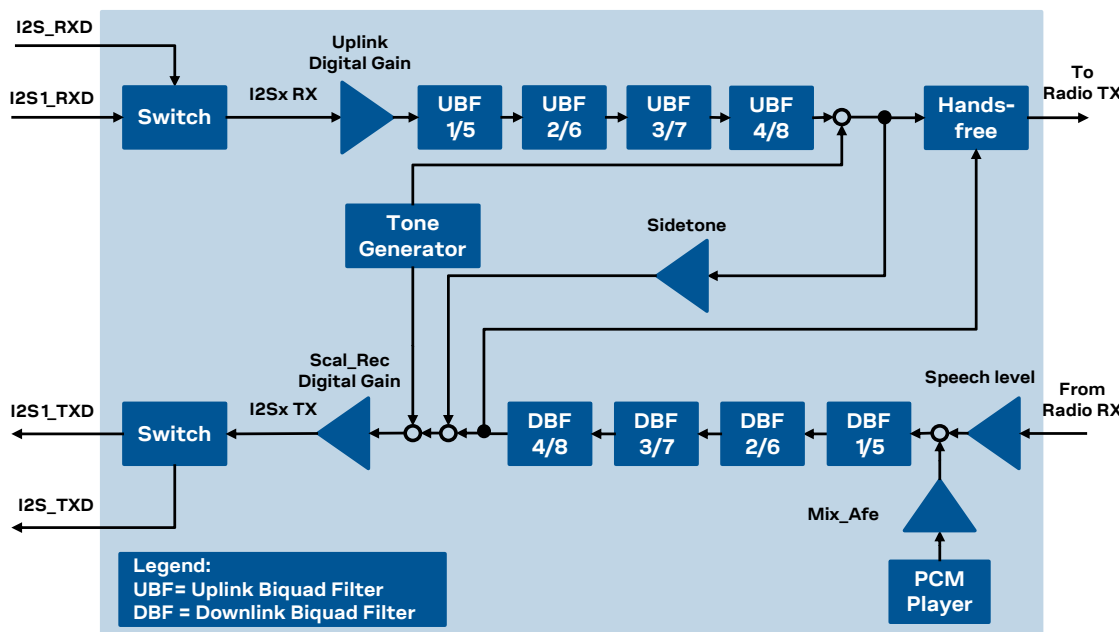 I2S_RXD
Uplink
Digital Gain
To
Radio TX
I2S1_RXD
Switch
I2Sx RX
UBF
1/5
UBF
2/6
UBF
3/7
UBF
4/8
Hands-
free
Tone
Generator
Sidetone
Scal_Rec
Digital Gain
Speech level
From
Radio RX
I2S1_TXD
Switch
I2Sx TX
DBF
4/8
DBF
3/7
DBF
2/6
DBF
1/5
I2S_TXD
Mix_Afe
PCM
Player
Legend:
UBF= Uplink Biquad Filter
DBF = Downlink Biquad Filter